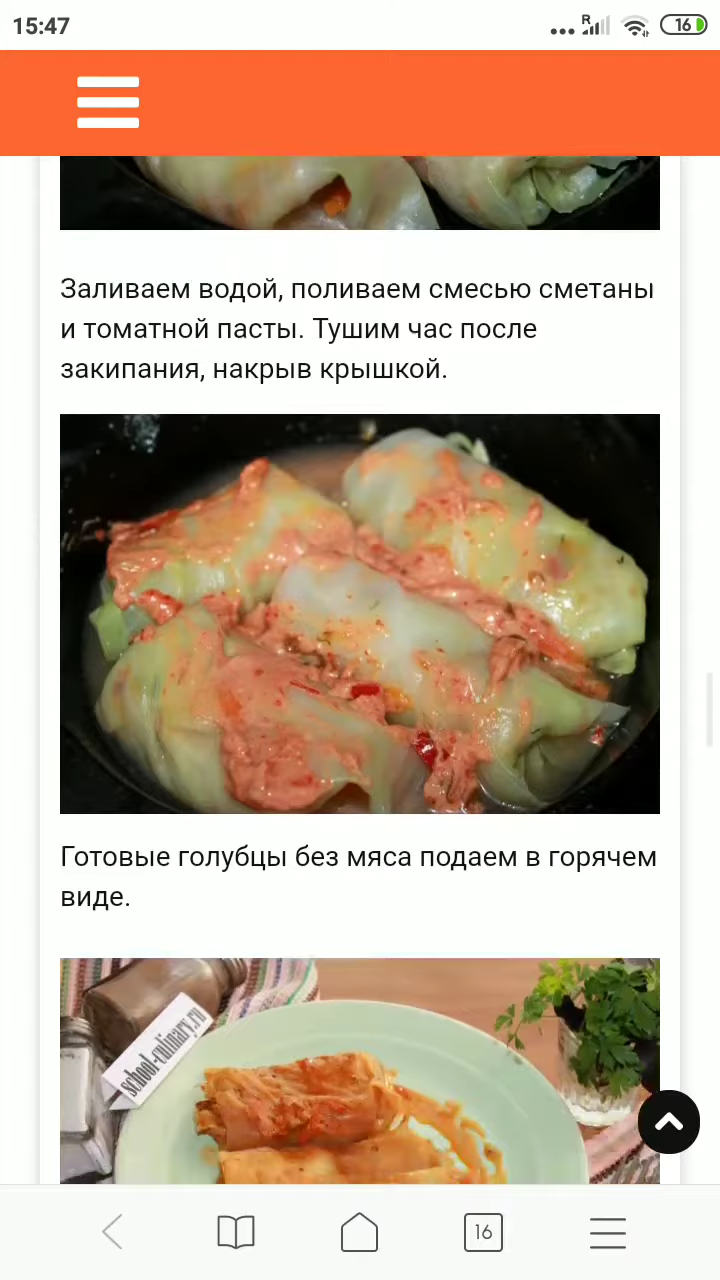 15:47
R
16
Заливаем водой, поливаем смесью сметаны
и томатной пасты. Тушим час после
закипания, накрыв крышкой.
Готовые голубцы без мяса подаем в горячем
виде.
school-culinary.ru
16